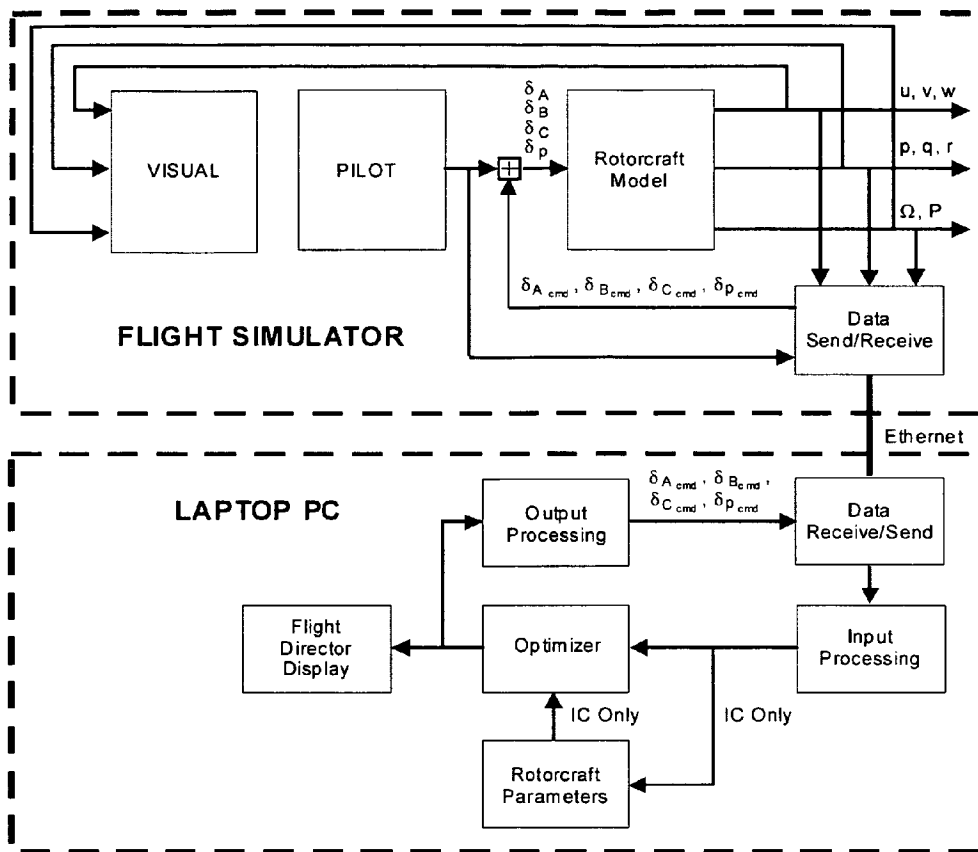 δA
δB
δC
δp
u, v, w
p, q, r
Ω, P
VISUAL
PILOT
Rotorcraft
Model
δA cmd , δB cmd , δC cmd , δp cmd
Data
Send/Receive
FLIGHT SIMULATOR
Ethernet
LAPTOP PC
Output
Processing
δA cmd , δB cmd ,
δC cmd , δp cmd
Data
Receive/Send
Flight
Director
Display
Optimizer
Input
Processing
IC Only
IC Only
Rotorcraft
Parameters